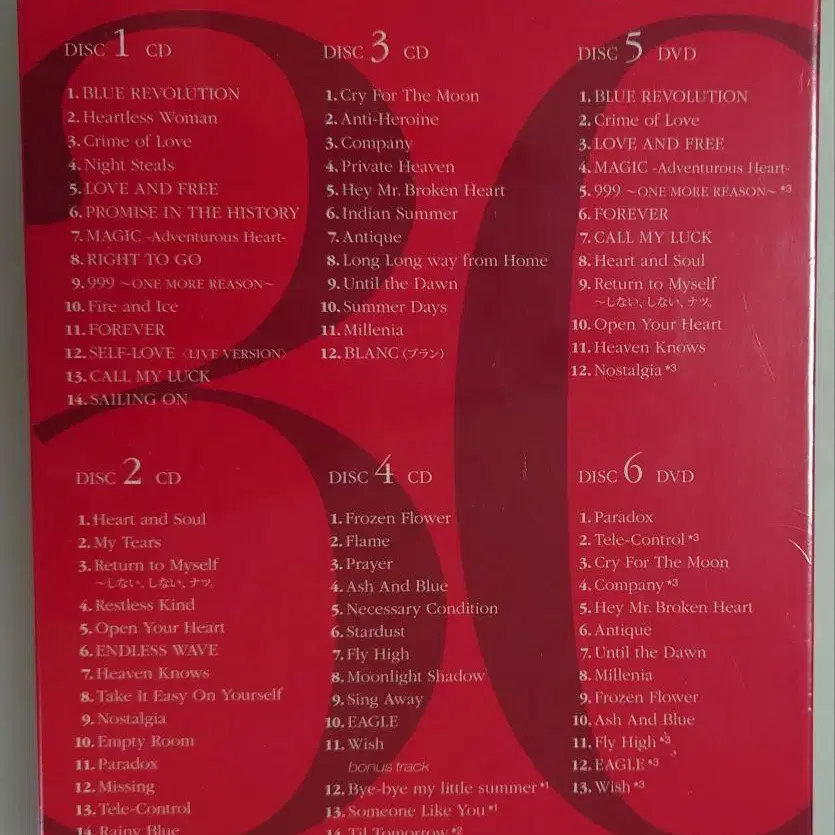 DISC 1 CD
1. BLUE REVOLUTION
2. Heartless Woman
3. Crime of Love
4. Night Steals
5. LOVE AND FREE
6. PROMISE IN THE HISTORY
7. MAGIC -Adventurous Heart-
8. RIGHT TO GO
9. 999 ～ONE MORE REASON～
10. Fire and Ice
11. FOREVER
12. SELF-LOVE〈LIVE VERSION〉
13. CALL MY LUCK
14. SAILING ON
DISC 2 CD
1. Heart and Soul
2. My Tears
3. Return to Myself
～しない、しない、ナツ。
4. Restless Kind
5. Open Your Heart
6. ENDLESS WAVE
7. Heaven Knows
8. Take It Easy On Yourself
9. Nostalgia
10. Empty Room
11. Paradox
12. Missing
13. Tele-Control
14. Rainy Blue
DISC 3 CD
1. Cry For The Moon
2. Anti-Heroine
3. Company
4. Private Heaven
5. Hey Mr. Broken Heart
6. Indian Summer
7. Antique
8. Long Long way from Home
9. Until the Dawn
10. Summer Days
11. Millenia
12. BLANC（ブラン）
DISC 4 CD
1. Frozen Flower
2. Flame
3. Prayer
4. Ash And Blue
5. Necessary Condition
6. Stardust
7. Fly High
8. Moonlight Shadow
9. Sing Away
10. EAGLE
11. Wish
bonus track
12. Bye-bye my little summer *1
13. Someone Like You *1
14. Til Tomorrow *2
DISC 5 DVD
1. BLUE REVOLUTION
2. Crime of Love
3. LOVE AND FREE
4. MAGIC -Adventurous Heart-
5. 999 ～ONE MORE REASON～ *3
6. FOREVER
7. CALL MY LUCK
8. Heart and Soul
9. Return to Myself
～しない、しない、ナツ。
10. Open Your Heart
11. Heaven Knows
12. Nostalgia *3
DISC 6 DVD
1. Paradox
2. Tele-Control *3
3. Cry For The Moon
4. Company *3
5. Hey Mr. Broken Heart
6. Antique
7. Until the Dawn
8. Millenia
9. Frozen Flower
10. Ash And Blue
11. Fly High *3
12. EAGLE *3
13. Wish *3